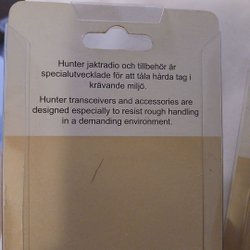 Hunter jaktradio och tillbehör är
specialutvecklade för att tåla hårda tag i
krävande miljö.
Hunter transceivers and accessories are
designed especially to resist rough handling
in a demanding environment.